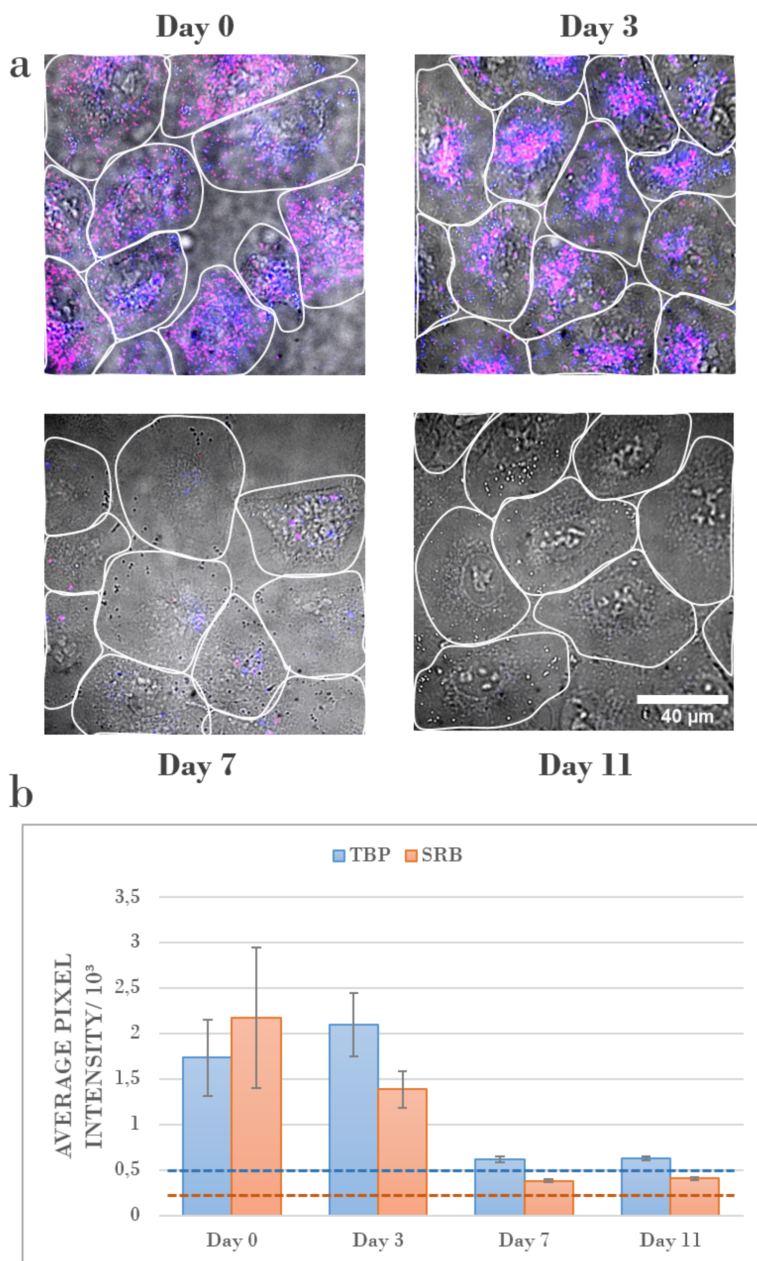 Day 0
Day 3
a
40 µm
Day 7
Day 11
b
TBP
SRB
AVERAGE PIXEL
INTENSITY/ 10³
3,5
3
2,5
2
1,5
1
0,5
0
Day 0
Day 3
Day 7
Day 11